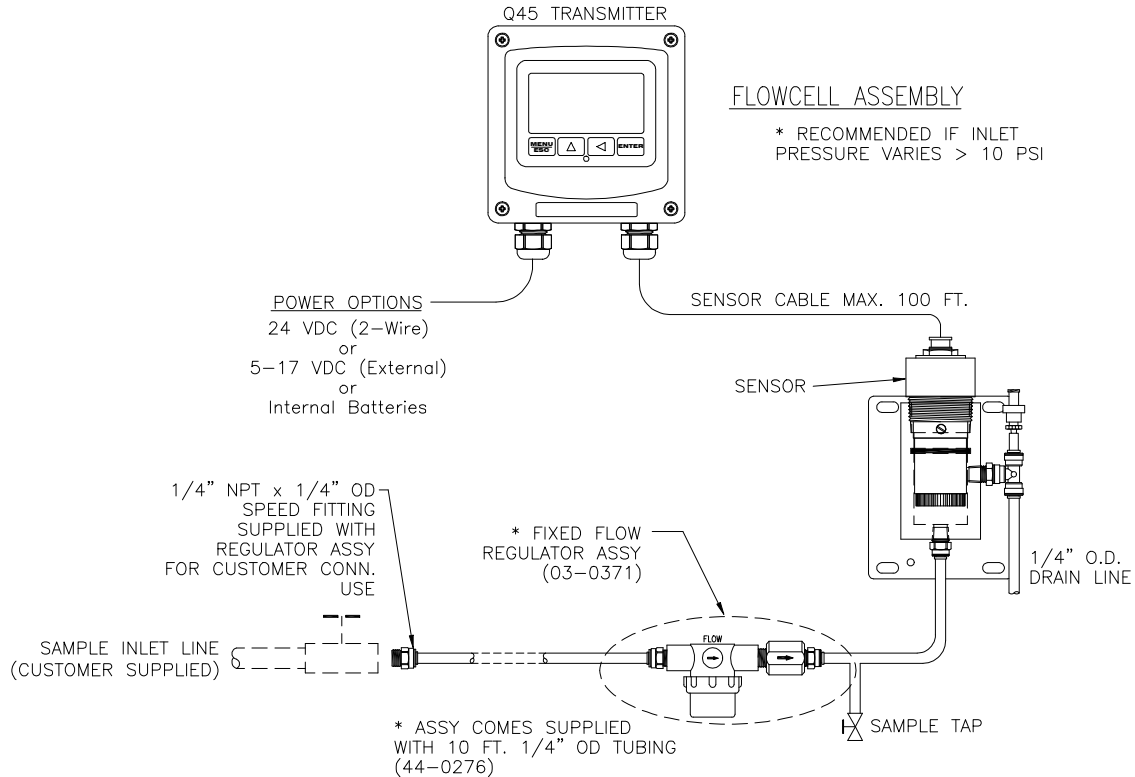 Q45 TRANSMITTER
FLOWCELL ASSEMBLY
* RECOMMENDED IF INLET
PRESSURE VARIES > 10 PSI
MENU
ESC
ENTER
POWER OPTIONS
24 VDC (2-Wire)
or
5-17 VDC (External)
or
Internal Batteries
SENSOR CABLE MAX. 100 FT.
SENSOR
1/4" NPT x 1/4" OD
SPEED FITTING
SUPPLIED WITH
REGULATOR ASSY
FOR CUSTOMER CONN.
USE
* FIXED FLOW
REGULATOR ASSY
(03-0371)
1/4" O.D.
DRAIN LINE
SAMPLE INLET LINE
(CUSTOMER SUPPLIED)
FLOW
* ASSY COMES SUPPLIED
WITH 10 FT. 1/4" OD TUBING
(44-0276)
SAMPLE TAP